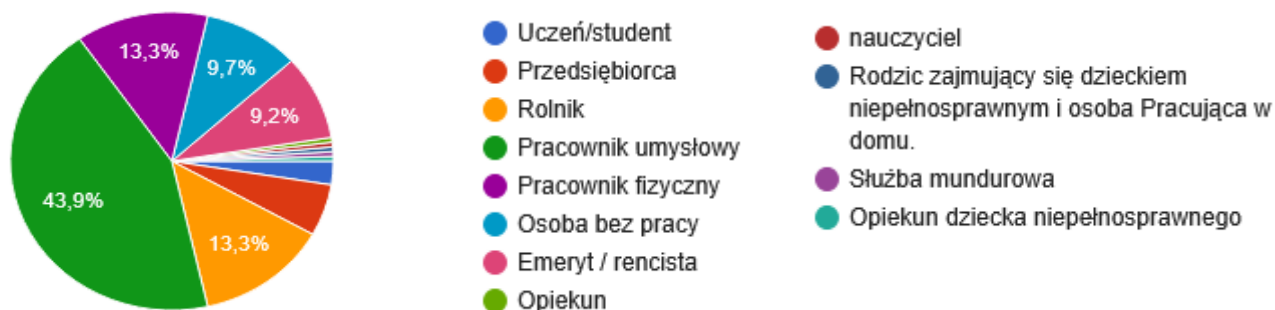 13,3%
9,7%
9,2%
43,9%
13,3%
Uczeń/student
Przedsiębiorca
Rolnik
Pracownik umysłowy
Pracownik fizyczny
Osoba bez pracy
Emeryt / rencista
Opiekun
nauczyciel
Rodzic zajmujący się dzieckiem
niepełnosprawnym i osoba Pracująca w
domu.
Służba mundurowa
Opiekun dziecka niepełnosprawnego